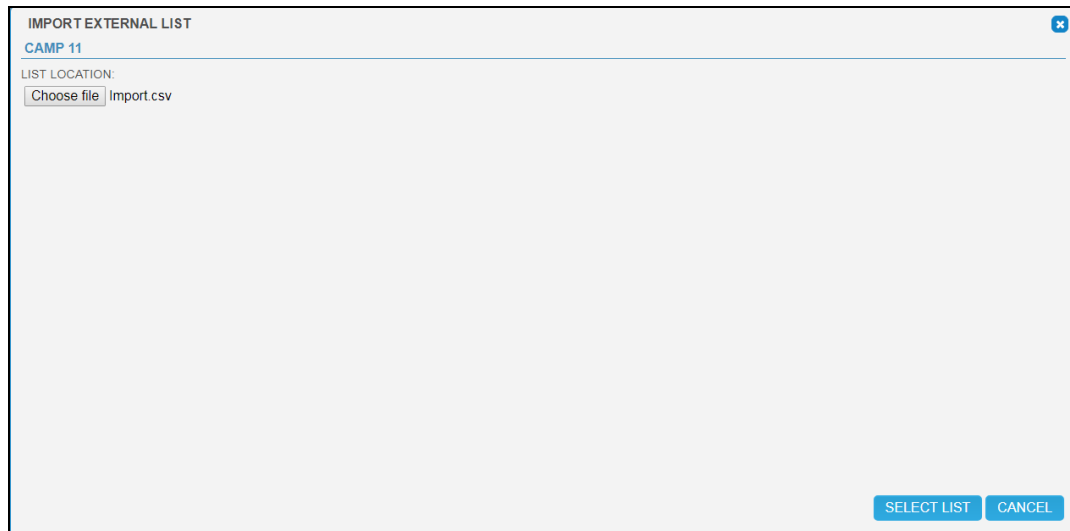 IMPORT EXTERNAL LIST
CAMP 11
LIST LOCATION:
Choose file Import.csv
SELECT LIST CANCEL